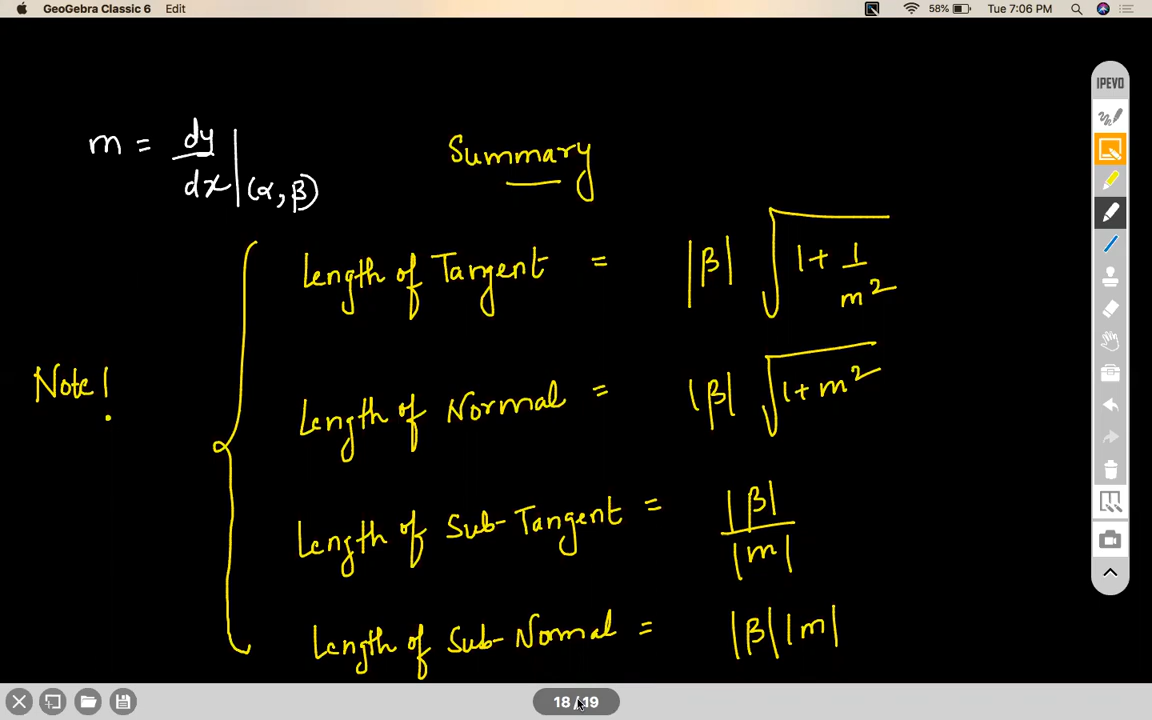 GeoGebra Classic 6 Edit 58% Tue 7:06 PM
IPEVO
m = dy/dx |(α, β)
Summary
Length of Tangent = |β| √(1 + 1/m²)
Note!
Length of Normal = |β| √(1 + m²)
Length of Sub-Tangent = |β|/|m|
Length of Sub-Normal = |β| |m|
18 / 19